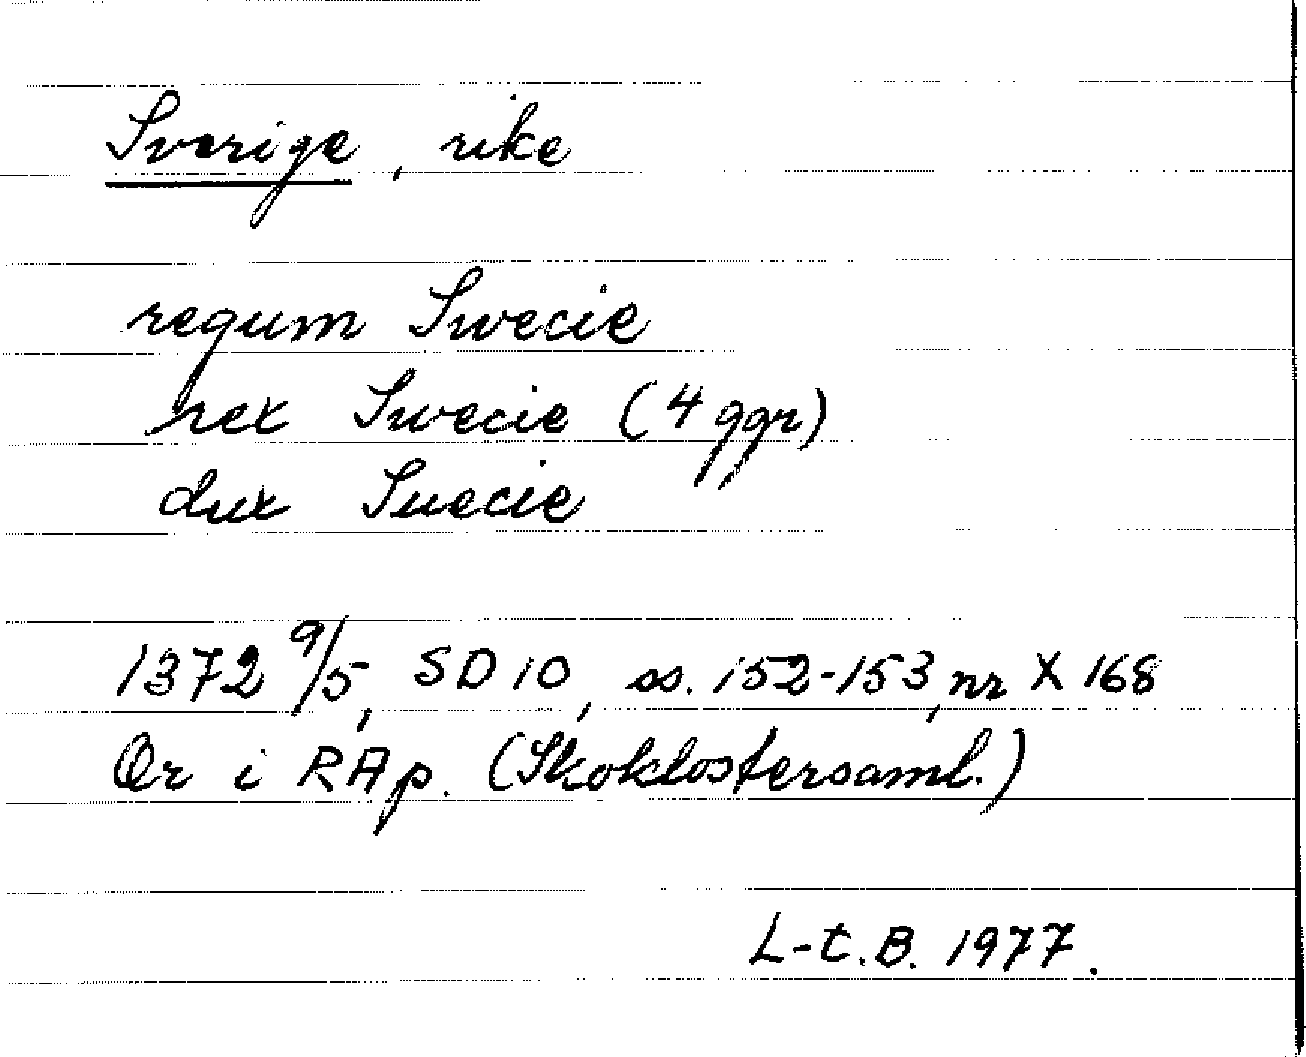 Sverige, rike
regum Swecie
rex Swecie (4 ggr)
dux Suecie
1372 9/5, SD 10, ss. 152-153, nr X 168
Or i RAp. (Skoklostersaml.)
L-C.B. 1977.